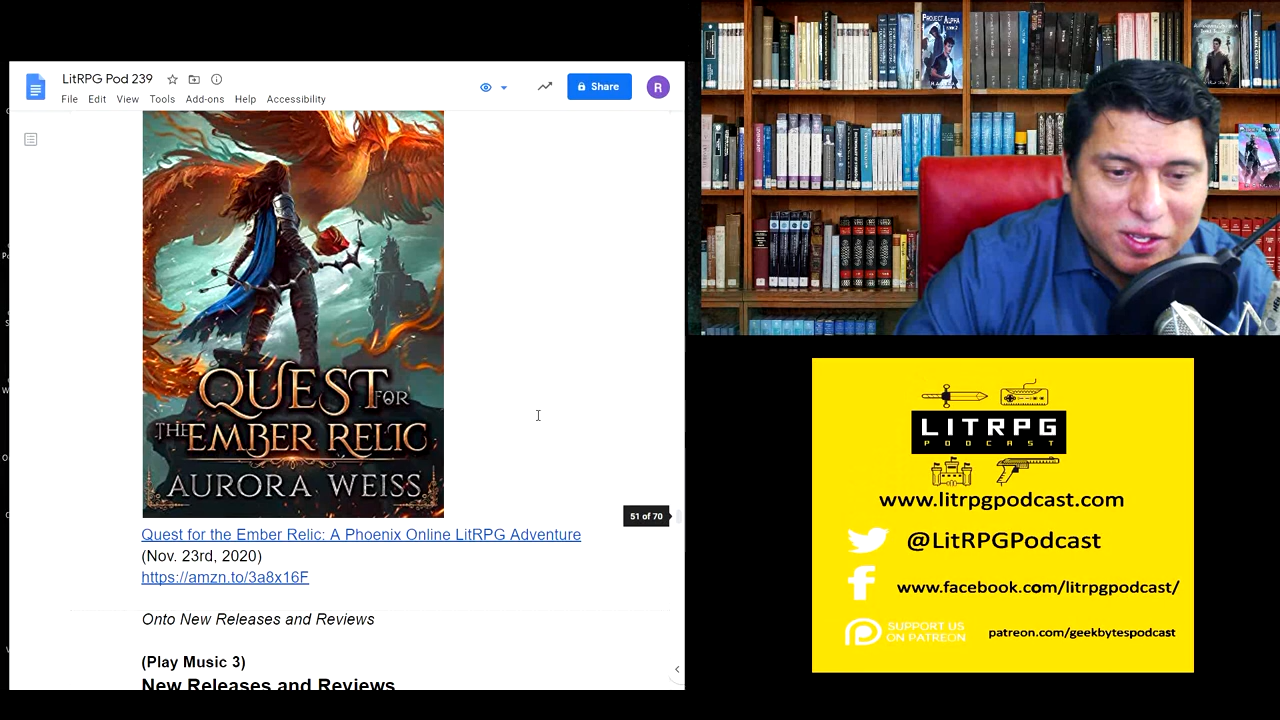 LitRPG Pod 239
File Edit View Tools Add-ons Help Accessibility
Share
R
QUEST FOR
THE EMBER RELIC
AURORA WEISS
51 of 70
Quest for the Ember Relic: A Phoenix Online LitRPG Adventure
(Nov. 23rd, 2020)
https://amzn.to/3a8x16F
Onto New Releases and Reviews
(Play Music 3)
New Releases and Reviews
PROJECT ALPHA
LITRPG
PODCAST
www.litrpgpodcast.com
@LitRPGPodcast
www.facebook.com/litrpgpodcast/
SUPPORT US
ON PATREON
patreon.com/geekbytespodcast